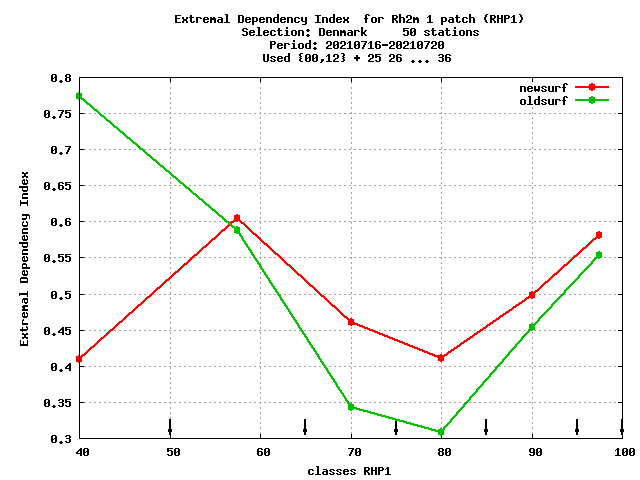 Extremal Dependency Index  for Rh2m 1 patch (RHP1)
Selection: Denmark     50 stations
Period: 20210716-20210720
Used {00,12} + 25 26 ... 36
newsurf
oldsurf
0.8
0.75
0.7
0.65
0.6
0.55
0.5
0.45
0.4
0.35
0.3
Extremal Dependency Index
40 50 60 70 80 90 100
classes RHP1